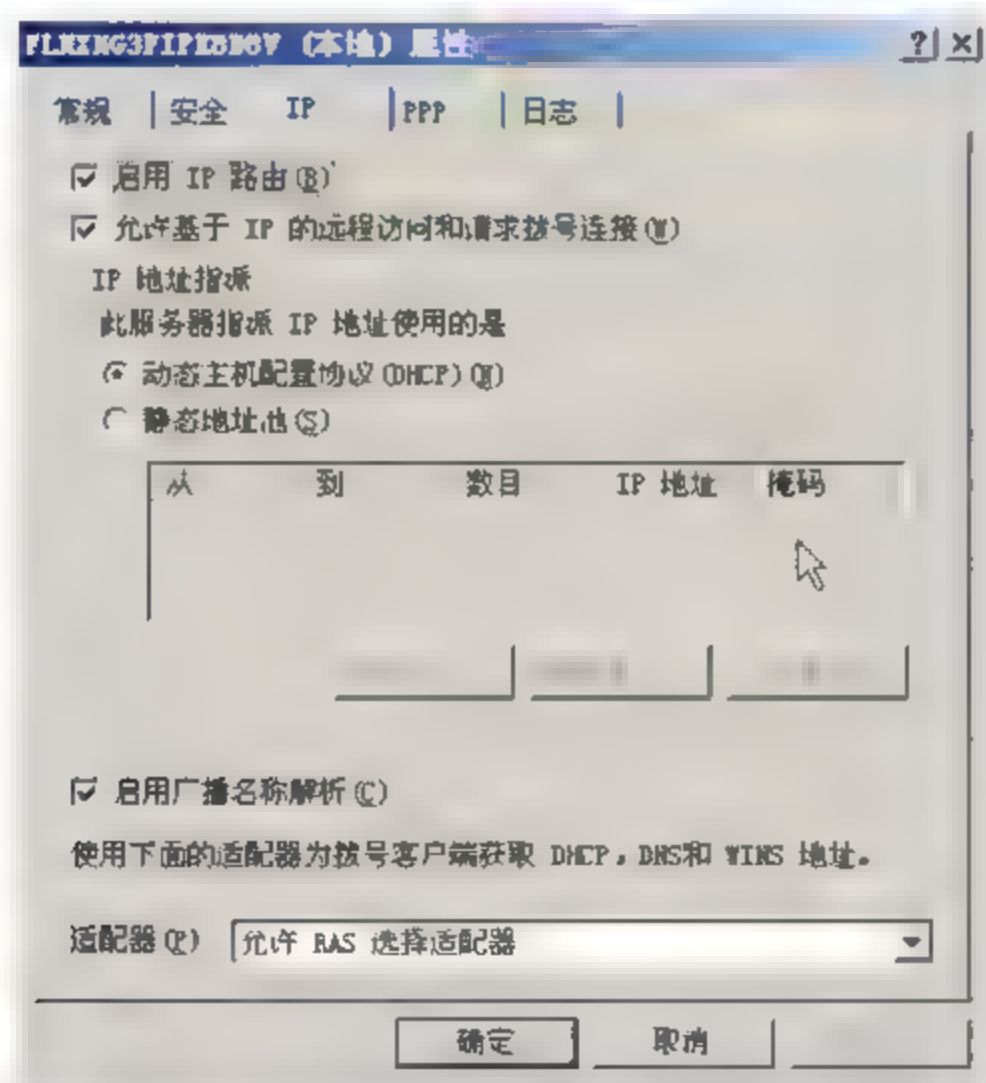 (本地) 属性
常规 安全 IP PPP 日志
启用 IP 路由(R)
允许基于 IP 的远程访问和请求拨号连接(W)
IP 地址指派
此服务器指派 IP 地址使用的是
动态主机配置协议(DHCP)(N)
静态地址池(S)
从 到 数目 IP 地址 掩码
启用广播名称解析(C)
使用下面的适配器为拨号客户端获取 DHCP,DNS和 WINS 地址。
适配器(P) 允许 RAS 选择适配器
确定 取消